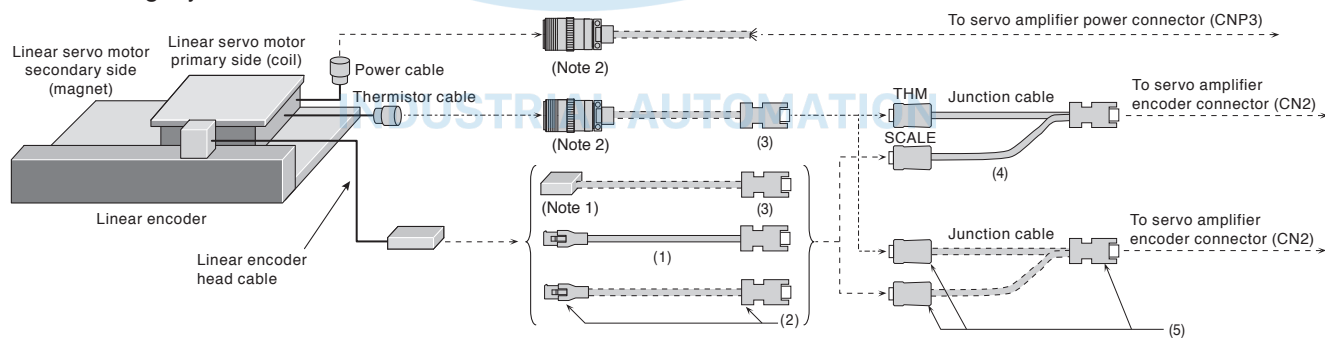 To servo amplifier power connector (CNP3)
Linear servo motor
secondary side
(magnet)
Linear servo motor
primary side (coil)
Power cable
Thermistor cable
(Note 2)
INDUSTRIAL AUTOMATION
(Note 2)
(3)
THM
Junction cable
SCALE
(4)
To servo amplifier
encoder connector (CN2)
Linear encoder
Linear encoder
head cable
(Note 1)
(3)
(1)
(2)
Junction cable
To servo amplifier
encoder connector (CN2)
(5)